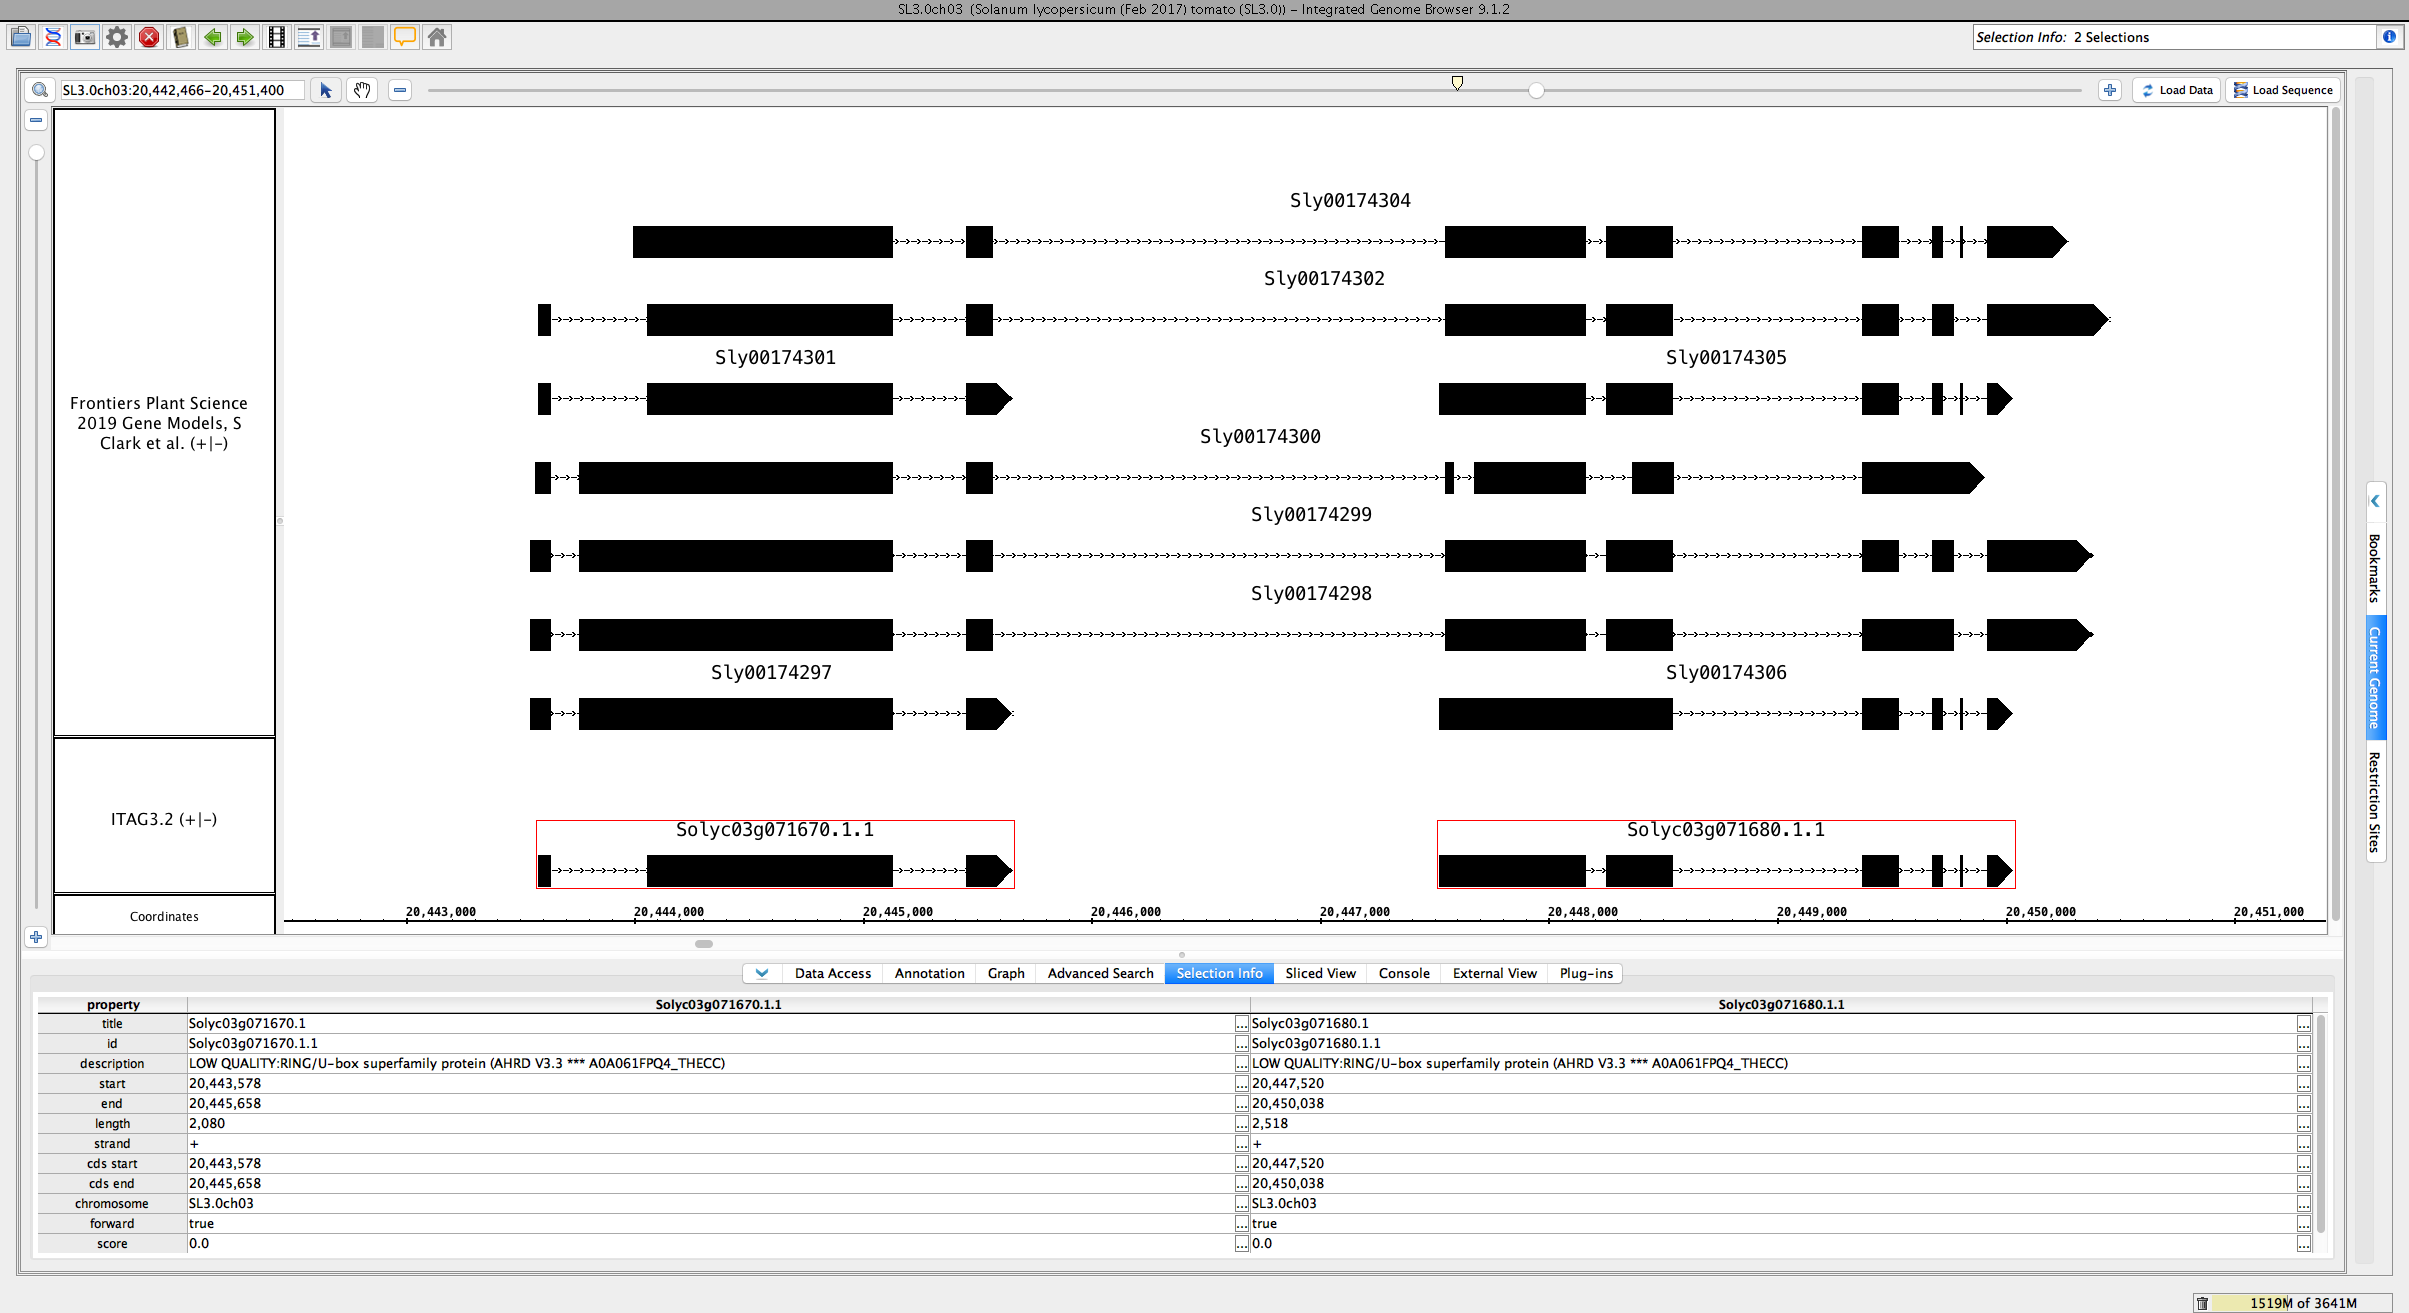 SL3.0ch03 (Solanum lycopersicum (Feb 2017) tomato (SL3.0)) – Integrated Genome Browser 9.1.2
Selection Info: 2 Selections
SL3.0ch03:20,442,466-20,451,400
Load Data
Load Sequence
Sly00174304
Sly00174302
Sly00174301 Sly00174305
Sly00174300
Sly00174299
Sly00174298
Sly00174297 Sly00174306
Frontiers Plant Science
2019 Gene Models, S
Clark et al. (+|-)
ITAG3.2 (+|-)
Solyc03g071670.1.1 Solyc03g071680.1.1
Coordinates
20,443,000 20,444,000 20,445,000 20,446,000 20,447,000 20,448,000 20,449,000 20,450,000 20,451,000
Bookmarks
Current Genome
Restriction Sites
Data Access Annotation Graph Advanced Search Selection Info Sliced View Console External View Plug-ins
property Solyc03g071670.1.1 Solyc03g071680.1.1
title Solyc03g071670.1 ... Solyc03g071680.1 ...
id Solyc03g071670.1.1 ... Solyc03g071680.1.1 ...
description LOW QUALITY:RING/U-box superfamily protein (AHRD V3.3 *** A0A061FPQ4_THECC) ... LOW QUALITY:RING/U-box superfamily protein (AHRD V3.3 *** A0A061FPQ4_THECC) ...
start 20,443,578 ... 20,447,520 ...
end 20,445,658 ... 20,450,038 ...
length 2,080 ... 2,518 ...
strand + ... + ...
cds start 20,443,578 ... 20,447,520 ...
cds end 20,445,658 ... 20,450,038 ...
chromosome SL3.0ch03 ... SL3.0ch03 ...
forward true ... true ...
score 0.0 ... 0.0 ...
1519M of 3641M